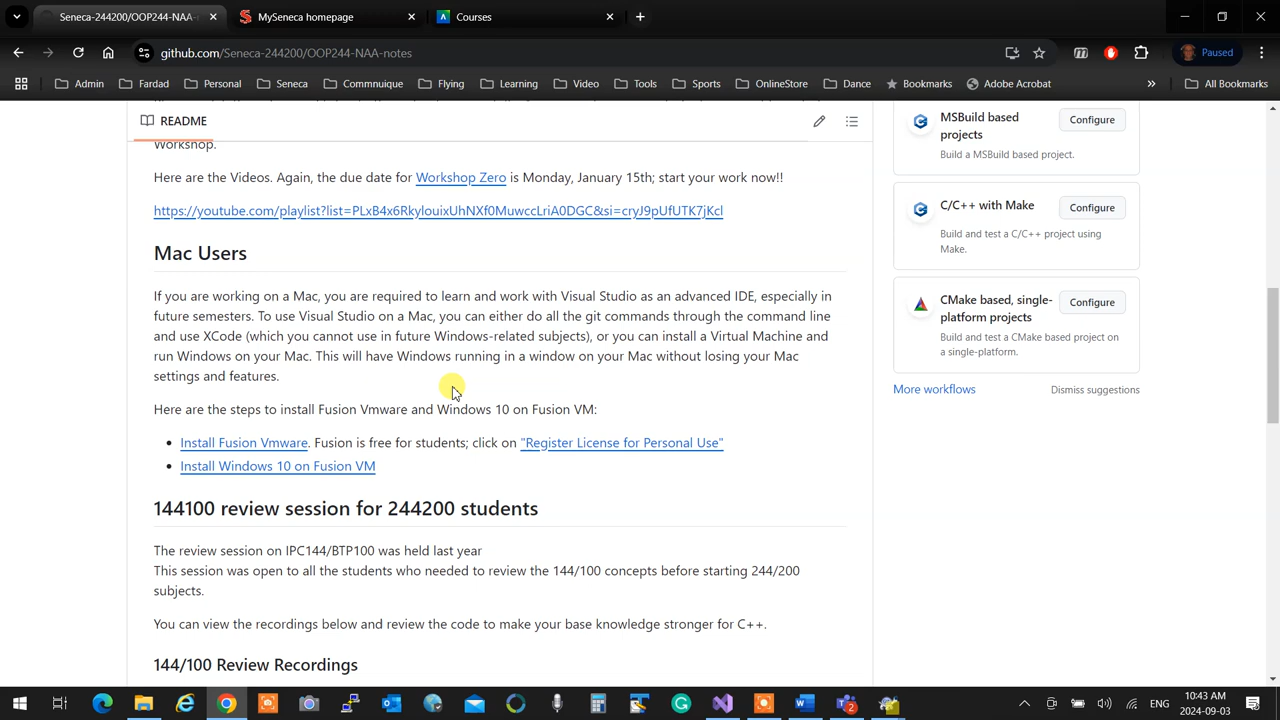 Seneca-244200/OOP244-NAA-
MySeneca homepage
Courses
github.com/Seneca-244200/OOP244-NAA-notes
Paused
Admin
Fardad
Personal
Seneca
Commnuique
Flying
Learning
Video
Tools
Sports
OnlineStore
Dance
Bookmarks
Adobe Acrobat
All Bookmarks
README
Workshop.
Here are the Videos. Again, the due date for Workshop Zero is Monday, January 15th; start your work now!!
https://youtube.com/playlist?list=PLxB4x6RkylouixUhNXf0MuwccLriA0DGC&si=cryJ9pUfUTK7jKcl
Mac Users
If you are working on a Mac, you are required to learn and work with Visual Studio as an advanced IDE, especially in
future semesters. To use Visual Studio on a Mac, you can either do all the git commands through the command line
and use XCode (which you cannot use in future Windows-related subjects), or you can install a Virtual Machine and
run Windows on your Mac. This will have Windows running in a window on your Mac without losing your Mac
settings and features.
Here are the steps to install Fusion Vmware and Windows 10 on Fusion VM:
Install Fusion Vmware. Fusion is free for students; click on "Register License for Personal Use"
Install Windows 10 on Fusion VM
144100 review session for 244200 students
The review session on IPC144/BTP100 was held last year
This session was open to all the students who needed to review the 144/100 concepts before starting 244/200
subjects.
You can view the recordings below and review the code to make your base knowledge stronger for C++.
144/100 Review Recordings
MSBuild based
projects
Configure
Build a MSBuild based project.
C/C++ with Make
Configure
Build and test a C/C++ project using
Make.
CMake based, single-
platform projects
Configure
Build and test a CMake based project on
a single-platform.
More workflows
Dismiss suggestions
ENG
10:43 AM
2024-09-03